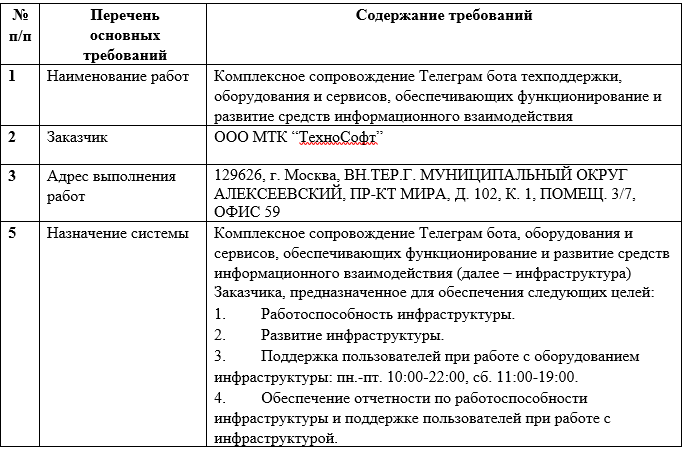 № Перечень Содержание требований
п/п основных
требований
1 Наименование работ Комплексное сопровождение Телеграм бота техподдержки,
оборудования и сервисов, обеспечивающих функционирование и
развитие средств информационного взаимодействия
2 Заказчик ООО МТК “ТехноСофт”
3 Адрес выполнения 129626, г. Москва, ВН.ТЕР.Г. МУНИЦИПАЛЬНЫЙ ОКРУГ
работ АЛЕКСЕЕВСКИЙ, ПР-КТ МИРА, Д. 102, К. 1, ПОМЕЩ. 3/7,
ОФИС 59
5 Назначение системы Комплексное сопровождение Телеграм бота, оборудования и
сервисов, обеспечивающих функционирование и развитие средств
информационного взаимодействия (далее – инфраструктура)
Заказчика, предназначенное для обеспечения следующих целей:
1. Работоспособность инфраструктуры.
2. Развитие инфраструктуры.
3. Поддержка пользователей при работе с оборудованием
инфраструктуры: пн.-пт. 10:00-22:00, сб. 11:00-19:00.
4. Обеспечение отчетности по работоспособности
инфраструктуры и поддержке пользователей при работе с
инфраструктурой.